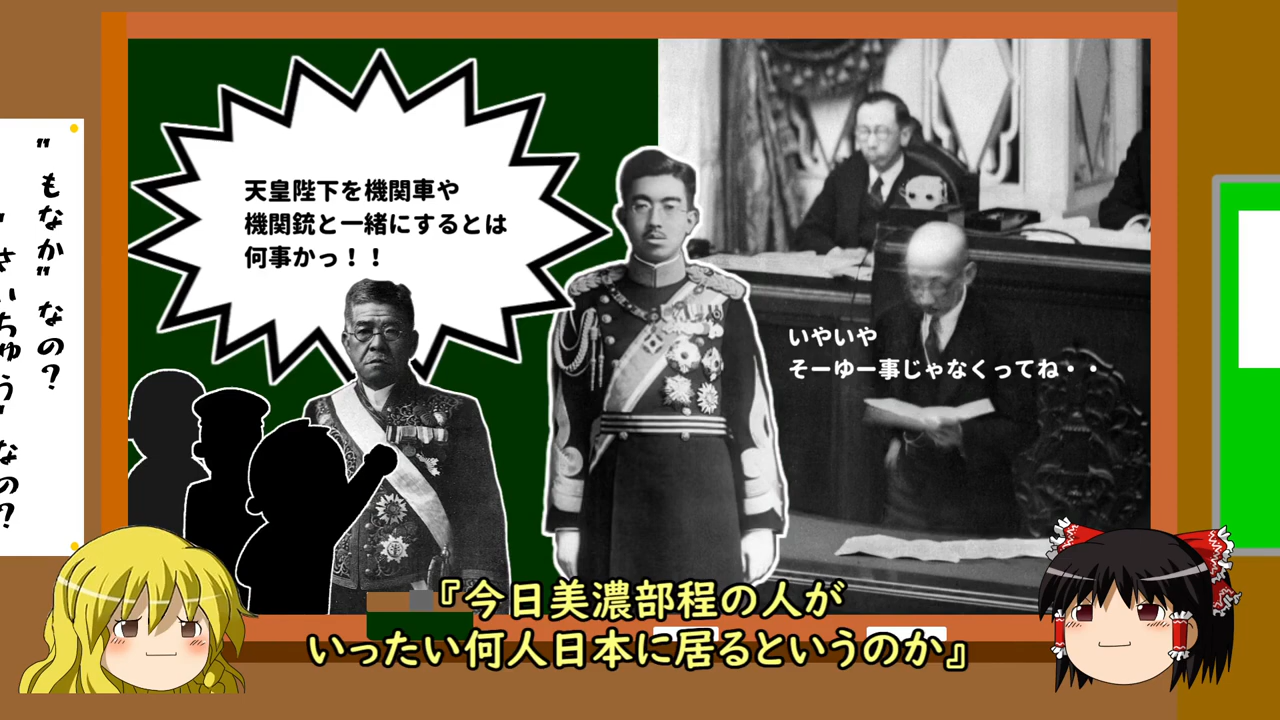 "もなか"なの?
"さいちゅう"なの?
天皇陛下を機関車や
機関銃と一緒にするとは
何事かっ!!
いやいや
そーゆー事じゃなくってね・・
『今日美濃部程の人が
いったい何人日本に居るというのか』